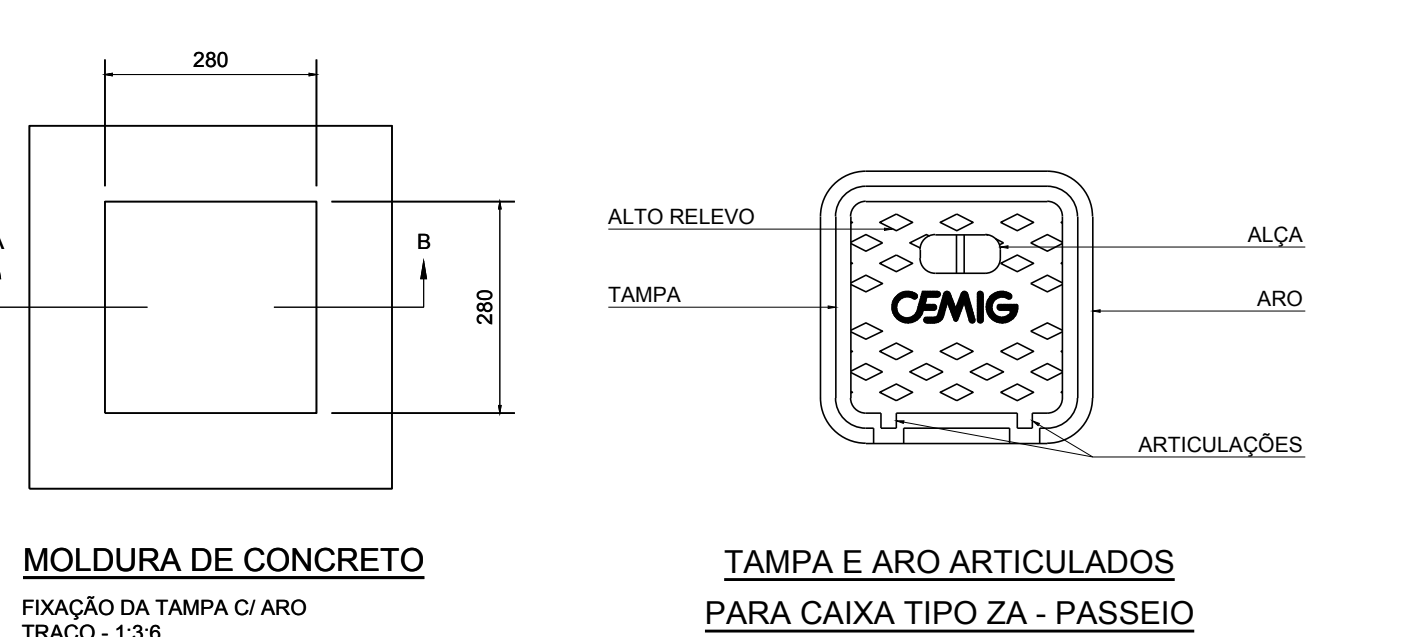 280
A
B
280
MOLDURA DE CONCRETO
FIXAÇÃO DA TAMPA C/ ARO
TRAÇO - 1:3:6
ALTO RELEVO
TAMPA
CEMIG
ALÇA
ARO
ARTICULAÇÕES
TAMPA E ARO ARTICULADOS
PARA CAIXA TIPO ZA - PASSEIO